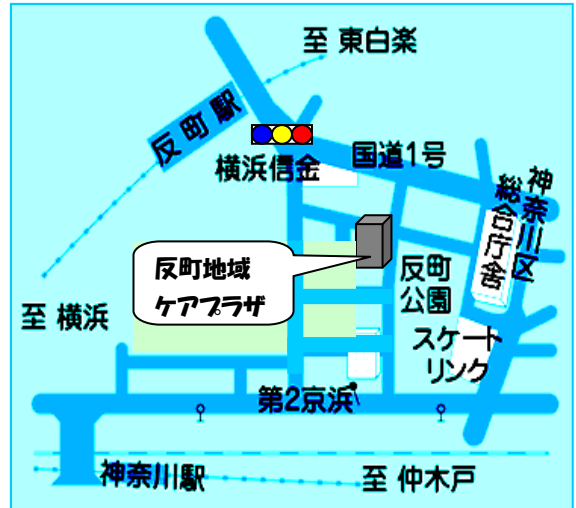 至 東白楽
反町駅
横浜信金
国道1号
神奈川区
総合庁舎
反町地域
ケアプラザ
反町
公園
至 横浜
スケート
リンク
第2京浜
神奈川駅
至 仲木戸